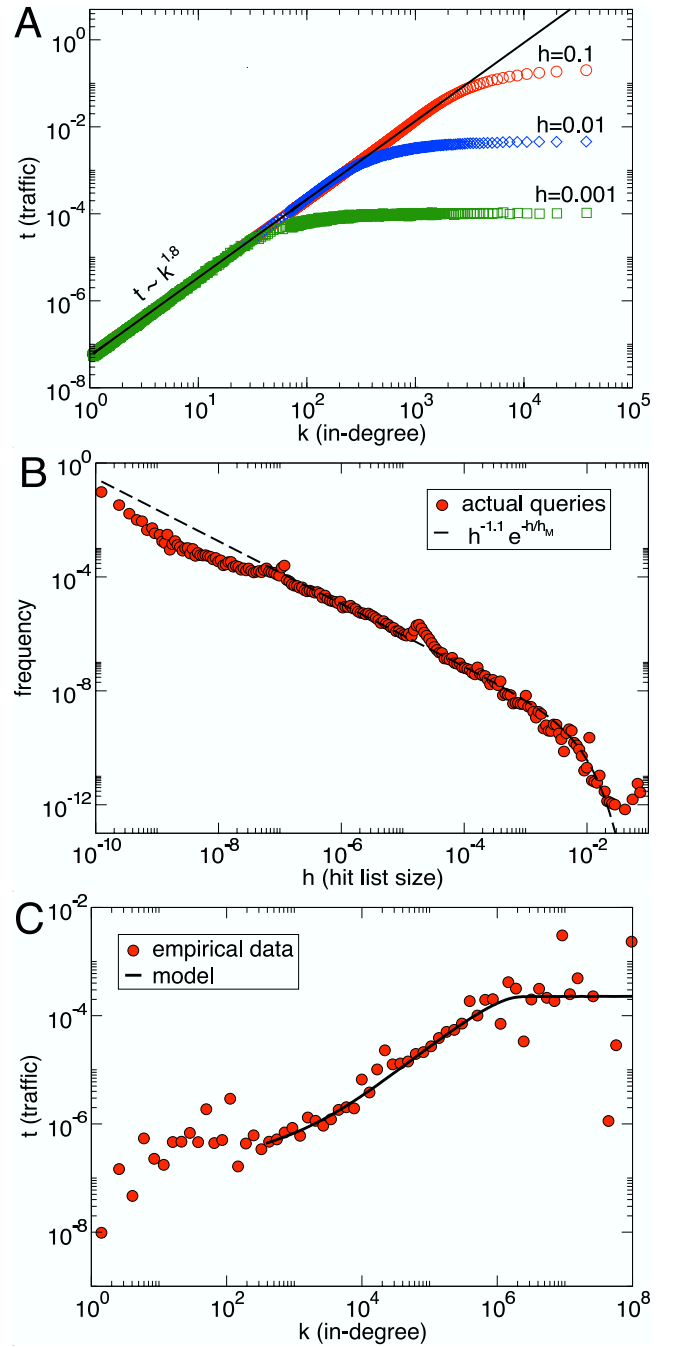 A
10^0
10^-2
10^-4
10^-6
10^-8
t (traffic)
h=0.1
h=0.01
h=0.001
t ~ k^1.8
10^0 10^1 10^2 10^3 10^4 10^5
k (in-degree)
B
10^0
10^-4
10^-8
10^-12
frequency
actual queries
h^-1.1 e^-h/h_M
10^-10 10^-8 10^-6 10^-4 10^-2
h (hit list size)
C
10^-2
10^-4
10^-6
10^-8
t (traffic)
empirical data
model
10^0 10^2 10^4 10^6 10^8
k (in-degree)